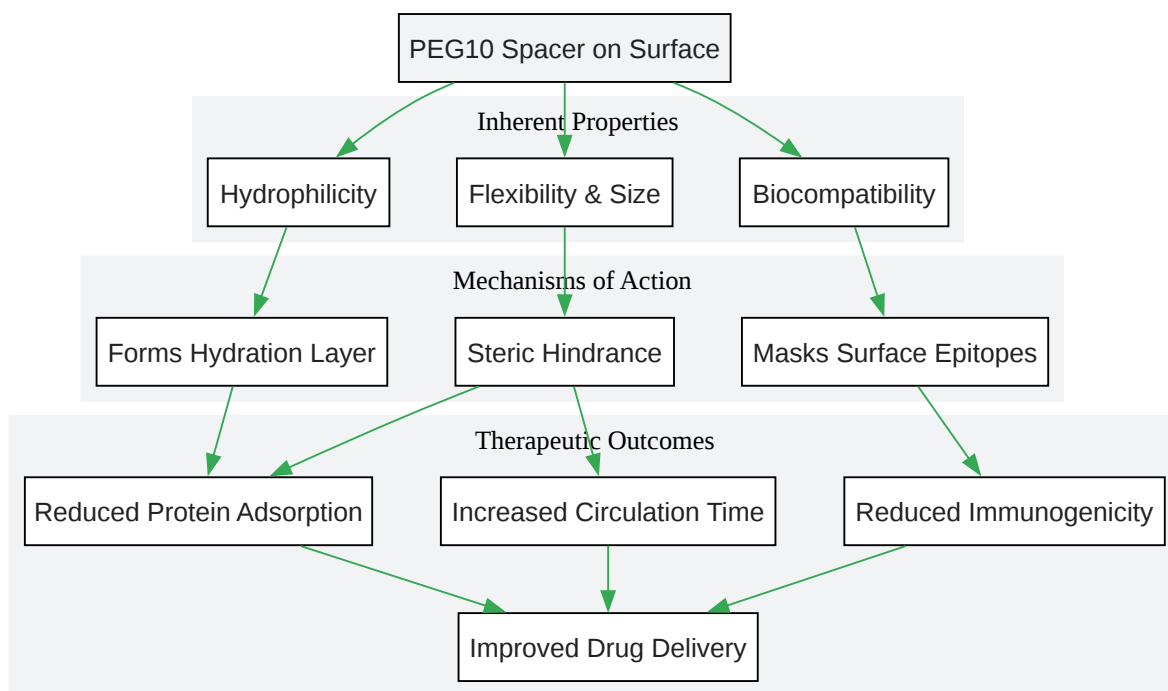 PEG10 Spacer on Surface
Inherent Properties
Hydrophilicity
Flexibility & Size
Biocompatibility
Mechanisms of Action
Forms Hydration Layer
Steric Hindrance
Masks Surface Epitopes
Therapeutic Outcomes
Reduced Protein Adsorption
Increased Circulation Time
Reduced Immunogenicity
Improved Drug Delivery